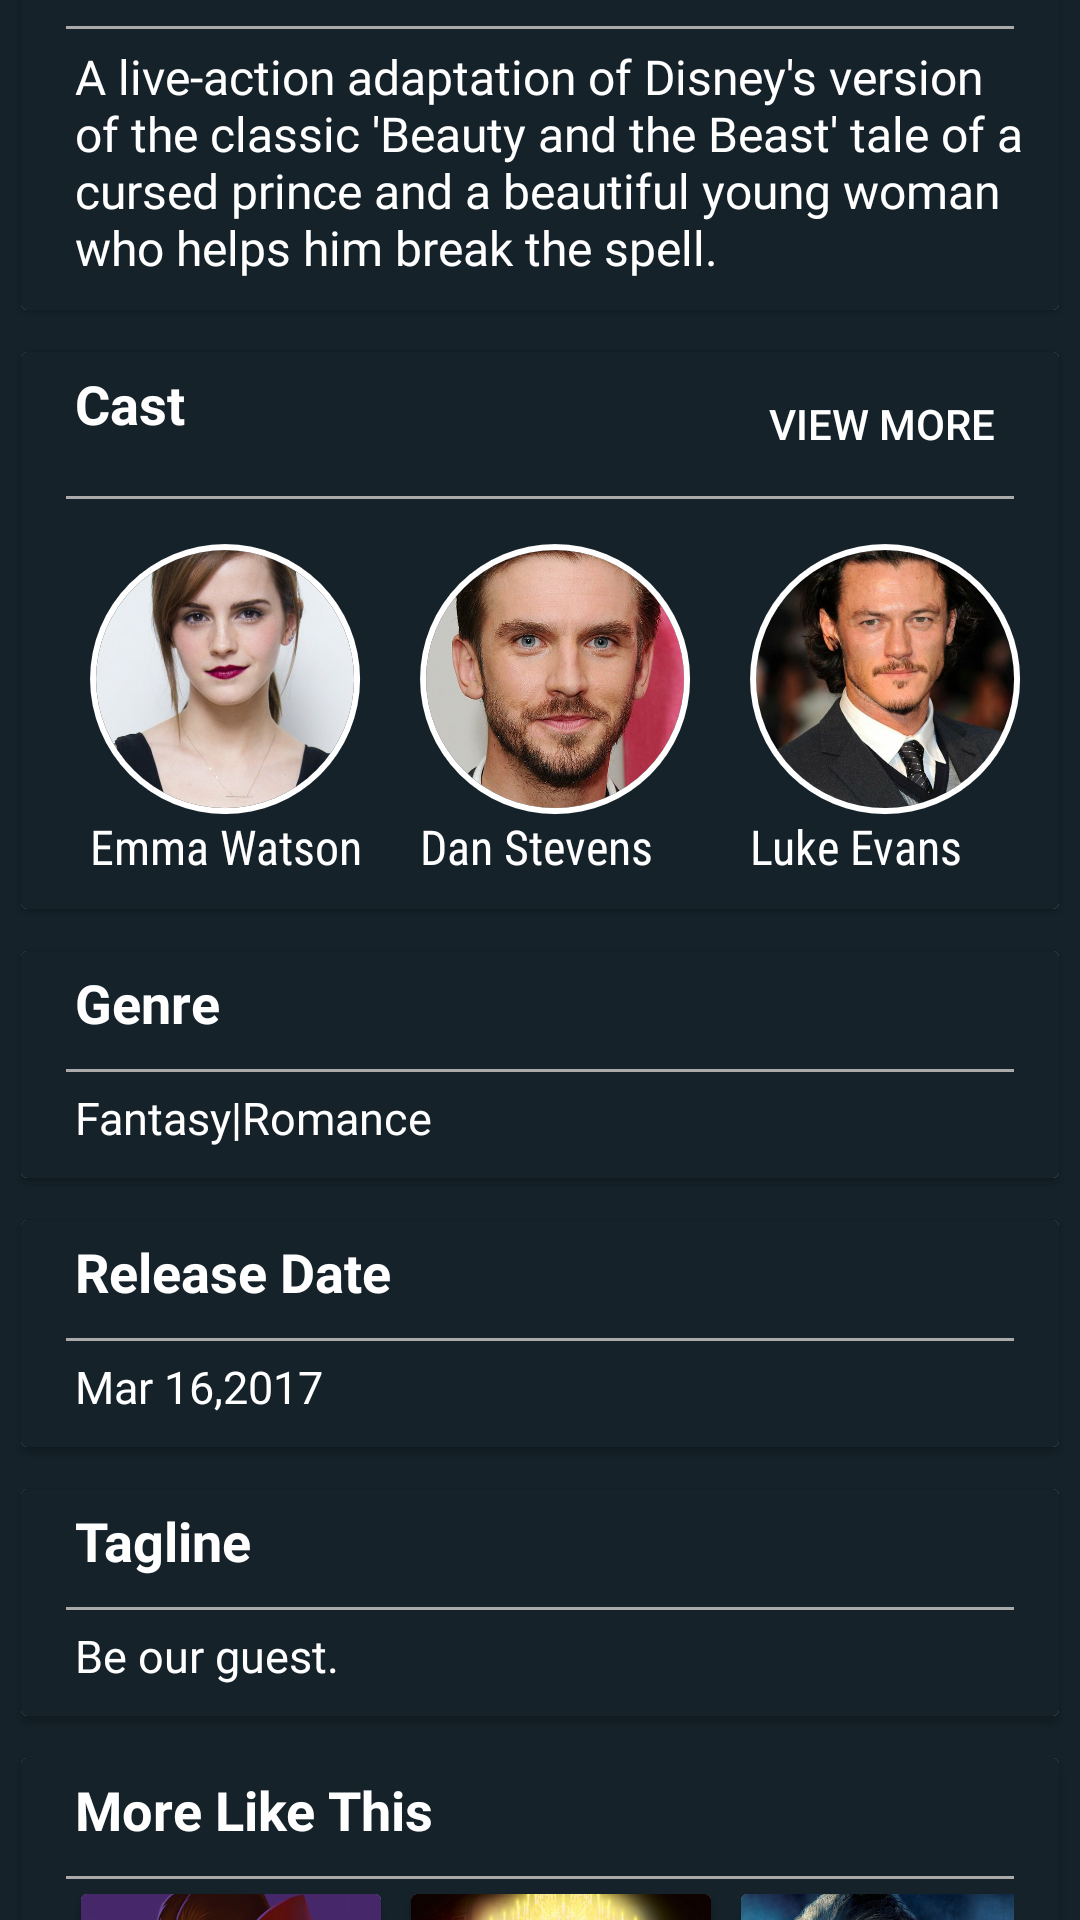 A live-action adaptation of Disney's version
of the classic 'Beauty and the Beast' tale of a
cursed prince and a beautiful young woman
who helps him break the spell.
Cast
VIEW MORE
Emma Watson
Dan Stevens
Luke Evans
Genre
Fantasy|Romance
Release Date
Mar 16,2017
Tagline
Be our guest.
More Like This